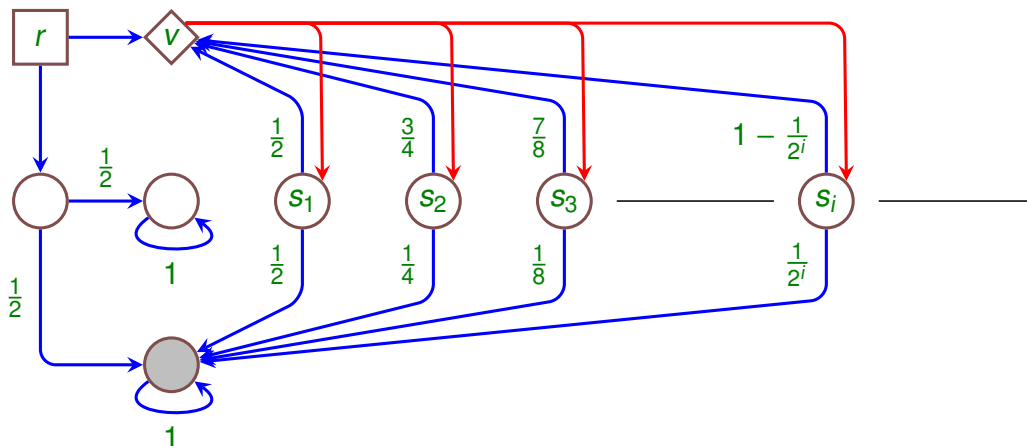 r v
1/2 3/4 7/8 1 − 1/2^i
1/2
s₁ s₂ s₃ sᵢ
1
1/2 1/4 1/8 1/2^i
1/2
1